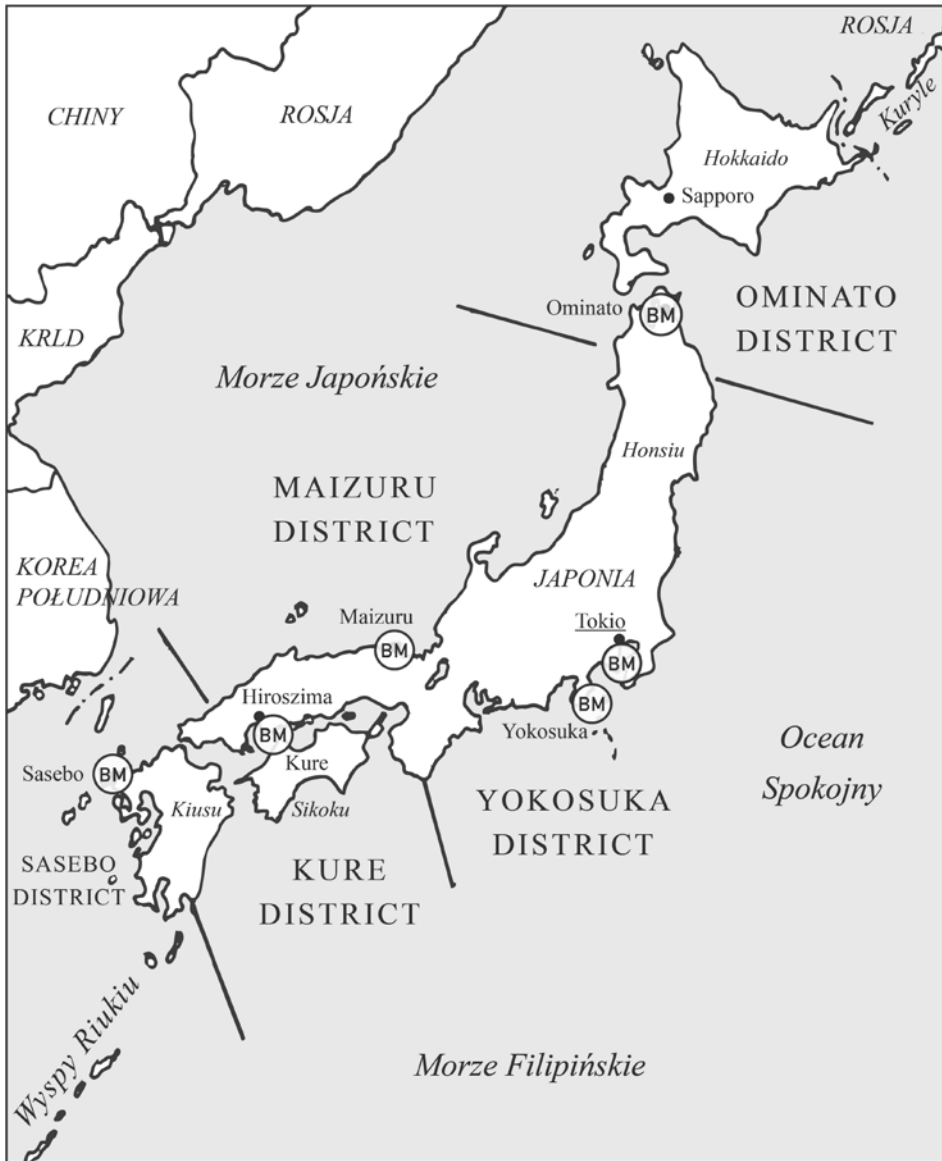 ROSJA
CHINY
ROSJA
Kuryle
Hokkaido
Sapporo
Ominato
BM
OMINATO
DISTRICT
KRLD
Morze Japońskie
Honsiu
MAIZURU
DISTRICT
KOREA
POŁUDNIOWA
JAPONIA
Maizuru
BM
Tokio
BM
Hiroszima
BM
Kure
BM
Yokosuka
Ocean
Spokojny
Sasebo
BM
Kiusu
Sikoku
YOKOSUKA
DISTRICT
SASEBO
DISTRICT
KURE
DISTRICT
Wyspy Riukiu
Morze Filipińskie